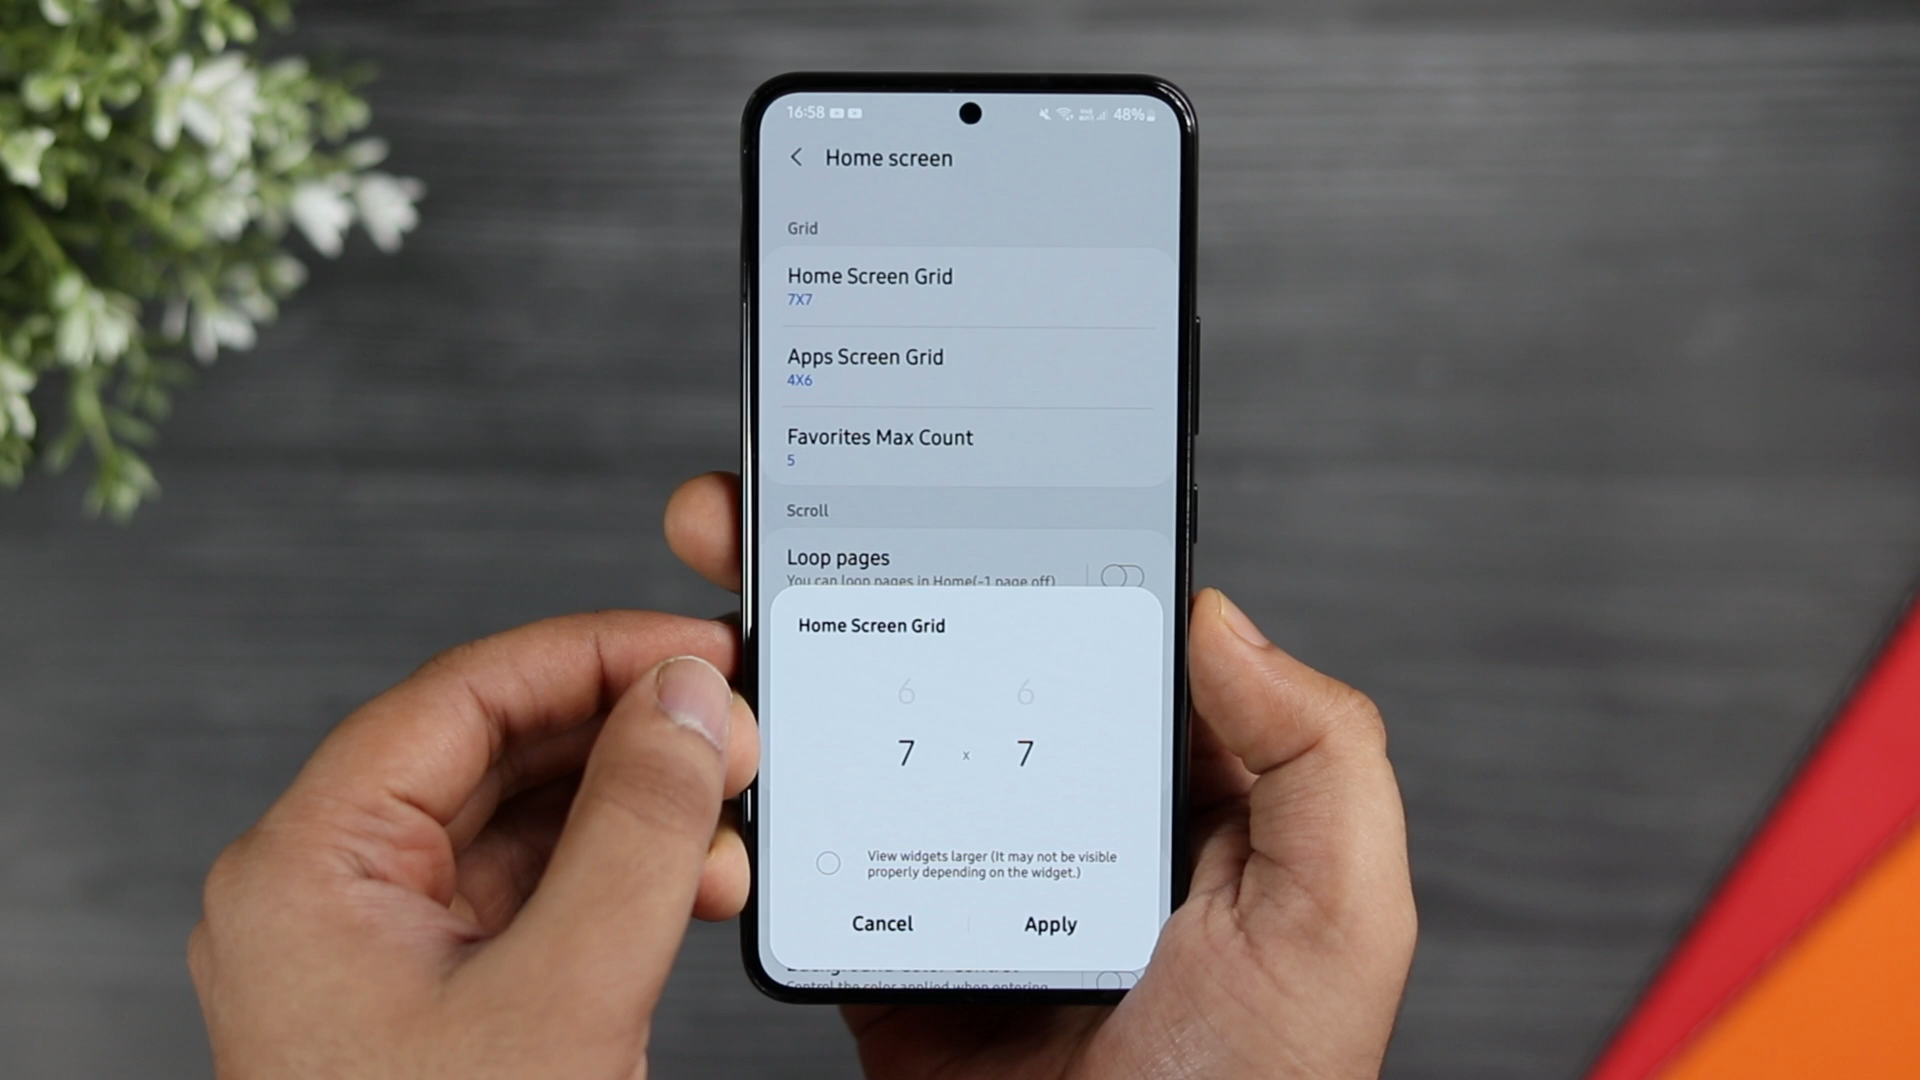 16:58 48%
Home screen
Grid
Home Screen Grid
7X7
Apps Screen Grid
4X6
Favorites Max Count
5
Scroll
Loop pages
You can loop pages in Home(-1 page off)
Home Screen Grid
6 6
7 x 7
View widgets larger (It may not be visible
properly depending on the widget.)
Cancel Apply
Control the color applied when entering